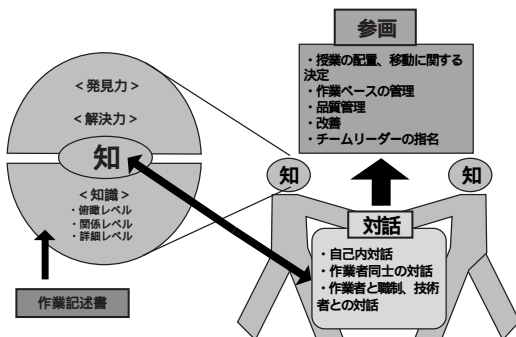 参画
・授業の配置、移動に関する
決定
・作業ペースの管理
・品質管理
・改善
・チームリーダーの指名
＜発見力＞
＜解決力＞
知
＜知識＞
・俯瞰レベル
・関係レベル
・詳細レベル
作業記述書
知
知
対話
・自己内対話
・作業者同士の対話
・作業者と職制、技術
者との対話